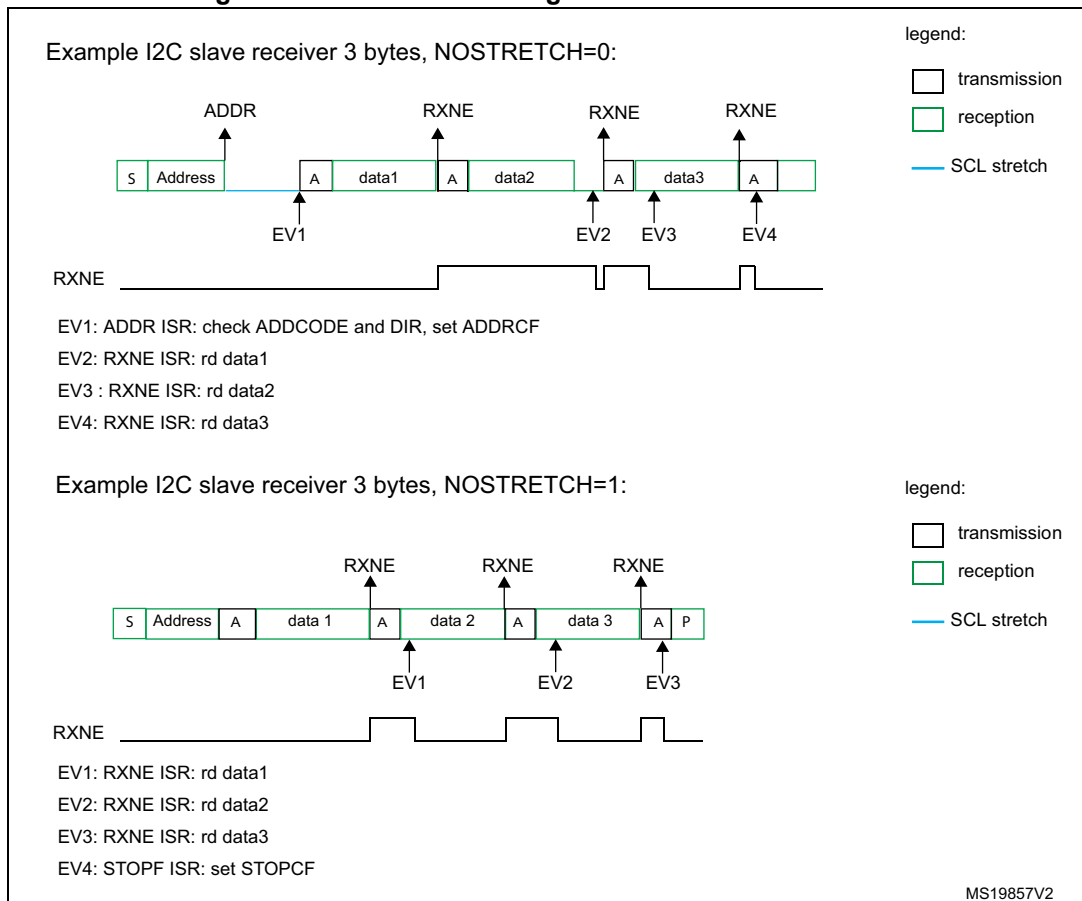 Example I2C slave receiver 3 bytes, NOSTRETCH=0:
legend:
transmission
reception
SCL stretch
ADDR RXNE RXNE RXNE
S Address A data1 A data2 A data3 A
EV1 EV2 EV3 EV4
RXNE
EV1: ADDR ISR: check ADDCODE and DIR, set ADDRCF
EV2: RXNE ISR: rd data1
EV3 : RXNE ISR: rd data2
EV4: RXNE ISR: rd data3
Example I2C slave receiver 3 bytes, NOSTRETCH=1:
legend:
transmission
reception
SCL stretch
RXNE RXNE RXNE
S Address A data 1 A data 2 A data 3 A P
EV1 EV2 EV3
RXNE
EV1: RXNE ISR: rd data1
EV2: RXNE ISR: rd data2
EV3: RXNE ISR: rd data3
EV4: STOPF ISR: set STOPCF
MS19857V2